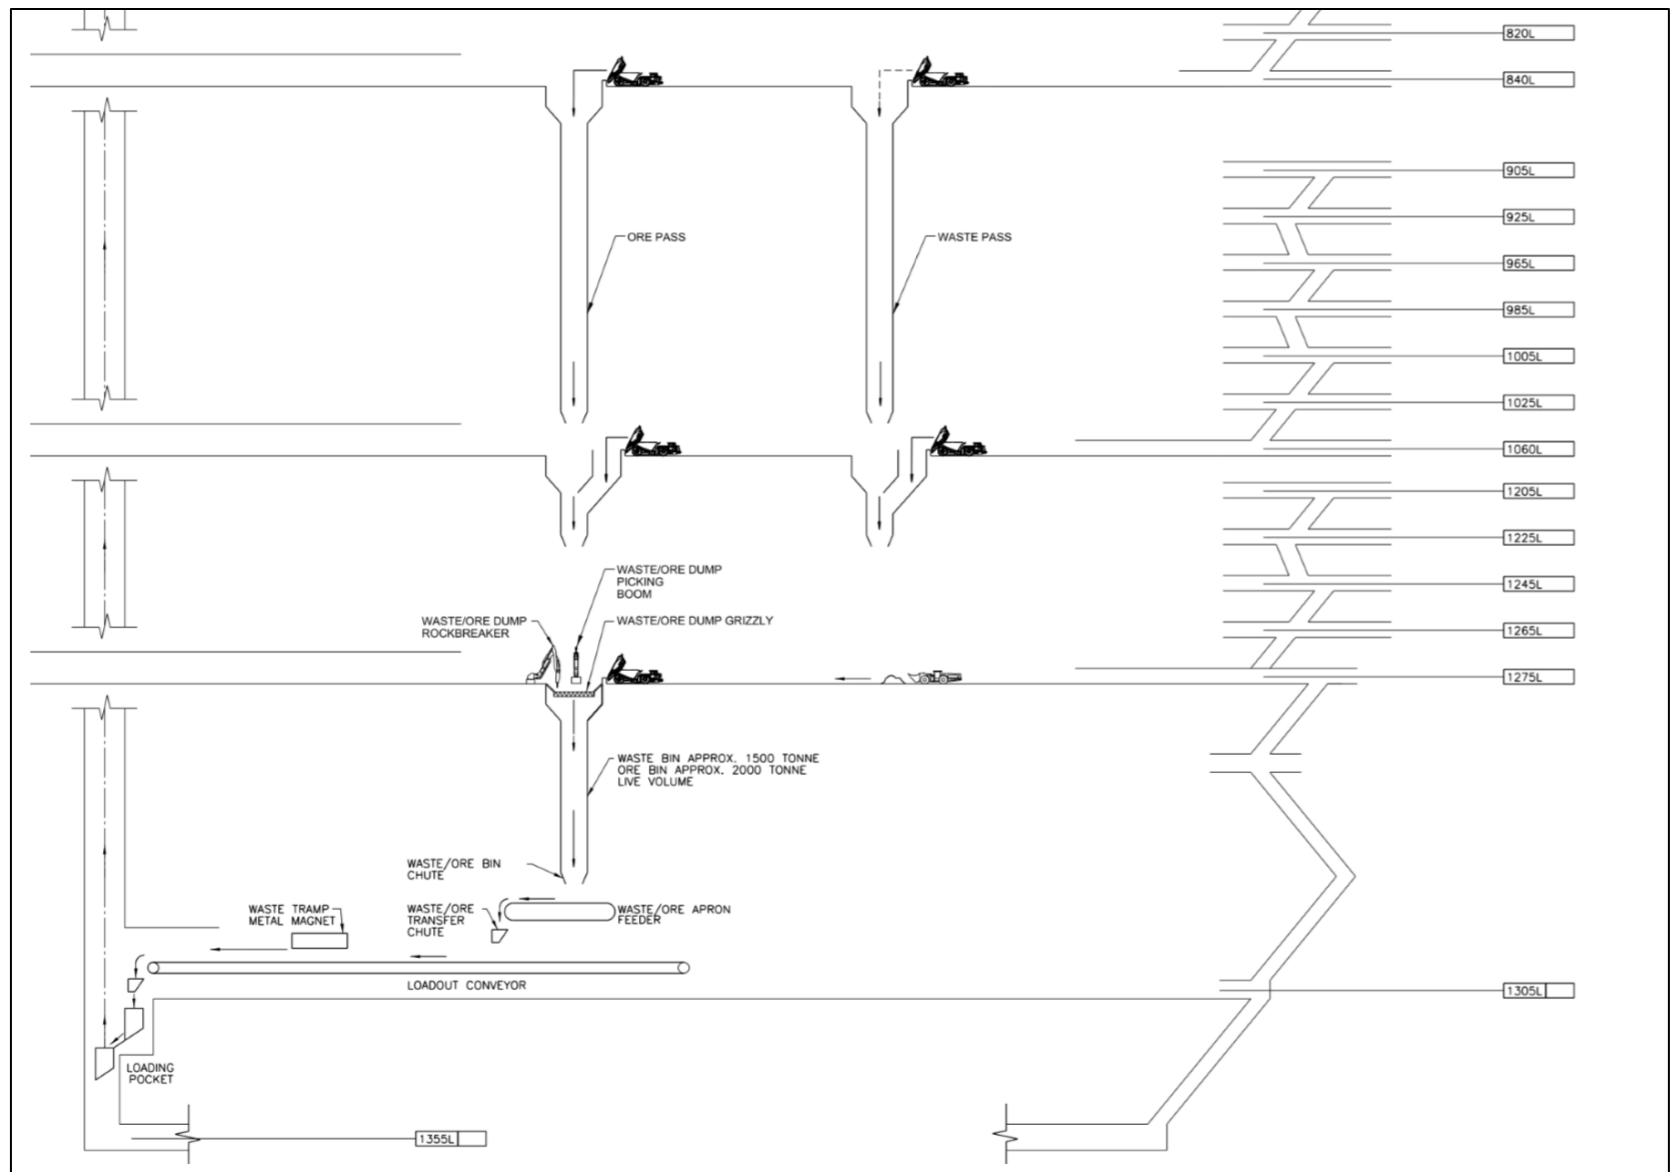 820L
840L
905L
925L
ORE PASS
WASTE PASS
965L
985L
1005L
1025L
1060L
1205L
1225L
WASTE/ORE DUMP
PICKING
BOOM
1245L
WASTE/ORE DUMP
ROCKBREAKER
WASTE/ORE DUMP GRIZZLY
1265L
1275L
WASTE BIN APPROX. 1500 TONNE
ORE BIN APPROX. 2000 TONNE
LIVE VOLUME
WASTE/ORE BIN
CHUTE
WASTE TRAMP
METAL MAGNET
WASTE/ORE
TRANSFER
CHUTE
WASTE/ORE APRON
FEEDER
LOADOUT CONVEYOR
1305L
LOADING
POCKET
1355L